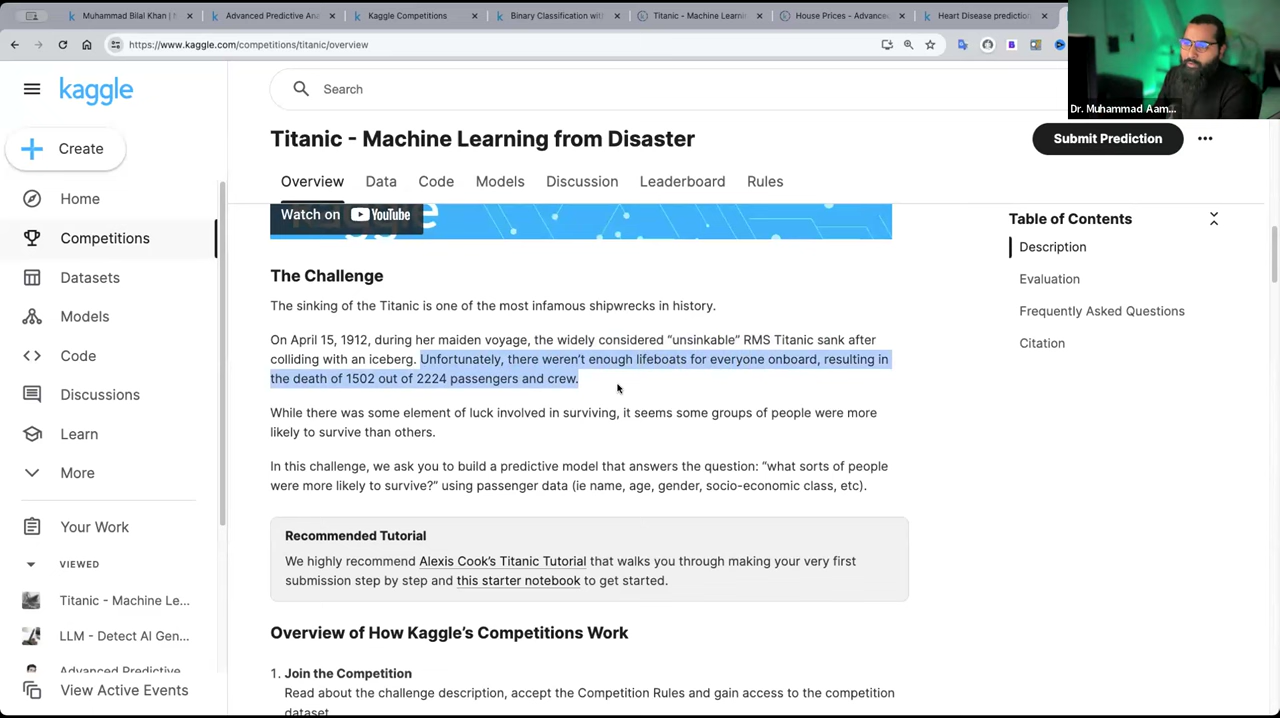 Muhammad Bilal Khan |
Advanced Predictive Ana
Kaggle Competitions
Binary Classification with
Titanic - Machine Learnin
House Prices - Advance
Heart Disease prediction
https://www.kaggle.com/competitions/titanic/overview
Dr. Muhammad Aam...
kaggle
Search
Create
Titanic - Machine Learning from Disaster
Submit Prediction
Overview
Data
Code
Models
Discussion
Leaderboard
Rules
Home
Competitions
Datasets
Models
Code
Discussions
Learn
More
Your Work
VIEWED
Titanic - Machine Le...
LLM - Detect AI Gen...
Advanced Predictive
View Active Events
Watch on YouTube
The Challenge
The sinking of the Titanic is one of the most infamous shipwrecks in history.
On April 15, 1912, during her maiden voyage, the widely considered “unsinkable” RMS Titanic sank after
colliding with an iceberg. Unfortunately, there weren’t enough lifeboats for everyone onboard, resulting in
the death of 1502 out of 2224 passengers and crew.
While there was some element of luck involved in surviving, it seems some groups of people were more
likely to survive than others.
In this challenge, we ask you to build a predictive model that answers the question: “what sorts of people
were more likely to survive?” using passenger data (ie name, age, gender, socio-economic class, etc).
Recommended Tutorial
We highly recommend Alexis Cook’s Titanic Tutorial that walks you through making your very first
submission step by step and this starter notebook to get started.
Overview of How Kaggle’s Competitions Work
1. Join the Competition
Read about the challenge description, accept the Competition Rules and gain access to the competition
dataset.
Table of Contents
Description
Evaluation
Frequently Asked Questions
Citation